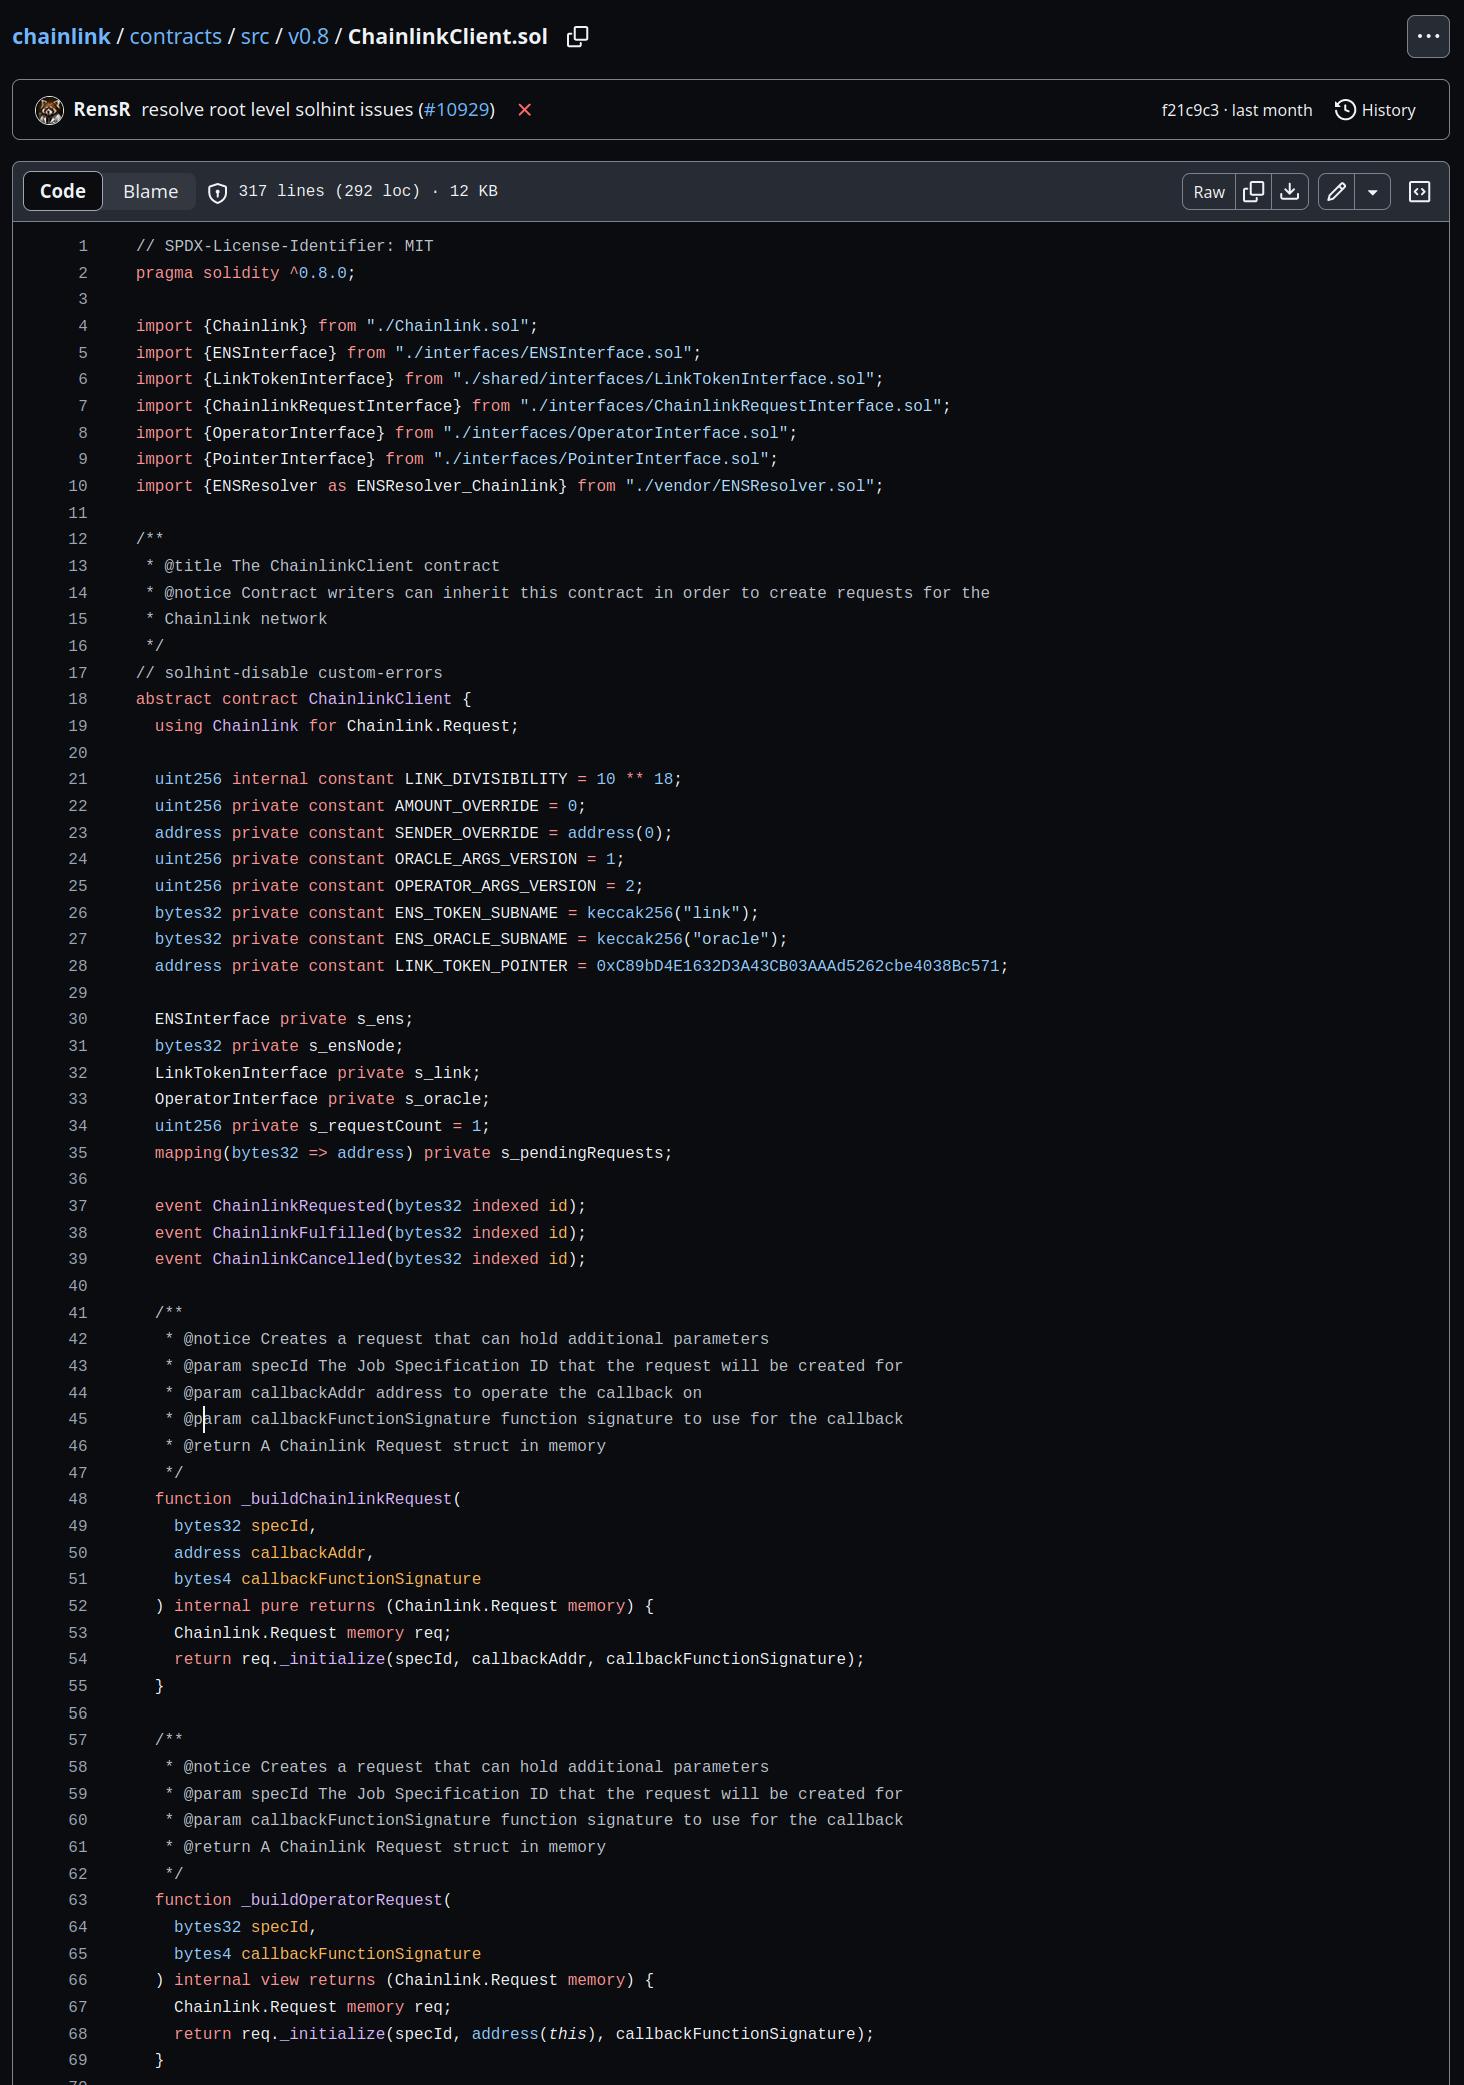 chainlink / contracts / src / v0.8 / ChainlinkClient.sol
RensR resolve root level solhint issues (#10929) f21c9c3 · last month History
Code Blame 317 lines (292 loc) · 12 KB Raw
1 // SPDX-License-Identifier: MIT
2 pragma solidity ^0.8.0;
3
4 import {Chainlink} from "./Chainlink.sol";
5 import {ENSInterface} from "./interfaces/ENSInterface.sol";
6 import {LinkTokenInterface} from "./shared/interfaces/LinkTokenInterface.sol";
7 import {ChainlinkRequestInterface} from "./interfaces/ChainlinkRequestInterface.sol";
8 import {OperatorInterface} from "./interfaces/OperatorInterface.sol";
9 import {PointerInterface} from "./interfaces/PointerInterface.sol";
10 import {ENSResolver as ENSResolver_Chainlink} from "./vendor/ENSResolver.sol";
11
12 /**
13  * @title The ChainlinkClient contract
14  * @notice Contract writers can inherit this contract in order to create requests for the
15  * Chainlink network
16  */
17 // solhint-disable custom-errors
18 abstract contract ChainlinkClient {
19   using Chainlink for Chainlink.Request;
20
21   uint256 internal constant LINK_DIVISIBILITY = 10 ** 18;
22   uint256 private constant AMOUNT_OVERRIDE = 0;
23   address private constant SENDER_OVERRIDE = address(0);
24   uint256 private constant ORACLE_ARGS_VERSION = 1;
25   uint256 private constant OPERATOR_ARGS_VERSION = 2;
26   bytes32 private constant ENS_TOKEN_SUBNAME = keccak256("link");
27   bytes32 private constant ENS_ORACLE_SUBNAME = keccak256("oracle");
28   address private constant LINK_TOKEN_POINTER = 0xC89bD4E1632D3A43CB03AAAd5262cbe4038Bc571;
29
30   ENSInterface private s_ens;
31   bytes32 private s_ensNode;
32   LinkTokenInterface private s_link;
33   OperatorInterface private s_oracle;
34   uint256 private s_requestCount = 1;
35   mapping(bytes32 => address) private s_pendingRequests;
36
37   event ChainlinkRequested(bytes32 indexed id);
38   event ChainlinkFulfilled(bytes32 indexed id);
39   event ChainlinkCancelled(bytes32 indexed id);
40
41   /**
42    * @notice Creates a request that can hold additional parameters
43    * @param specId The Job Specification ID that the request will be created for
44    * @param callbackAddr address to operate the callback on
45    * @param callbackFunctionSignature function signature to use for the callback
46    * @return A Chainlink Request struct in memory
47    */
48   function _buildChainlinkRequest(
49     bytes32 specId,
50     address callbackAddr,
51     bytes4 callbackFunctionSignature
52   ) internal pure returns (Chainlink.Request memory) {
53     Chainlink.Request memory req;
54     return req._initialize(specId, callbackAddr, callbackFunctionSignature);
55   }
56
57   /**
58    * @notice Creates a request that can hold additional parameters
59    * @param specId The Job Specification ID that the request will be created for
60    * @param callbackFunctionSignature function signature to use for the callback
61    * @return A Chainlink Request struct in memory
62    */
63   function _buildOperatorRequest(
64     bytes32 specId,
65     bytes4 callbackFunctionSignature
66   ) internal view returns (Chainlink.Request memory) {
67     Chainlink.Request memory req;
68     return req._initialize(specId, address(this), callbackFunctionSignature);
69   }